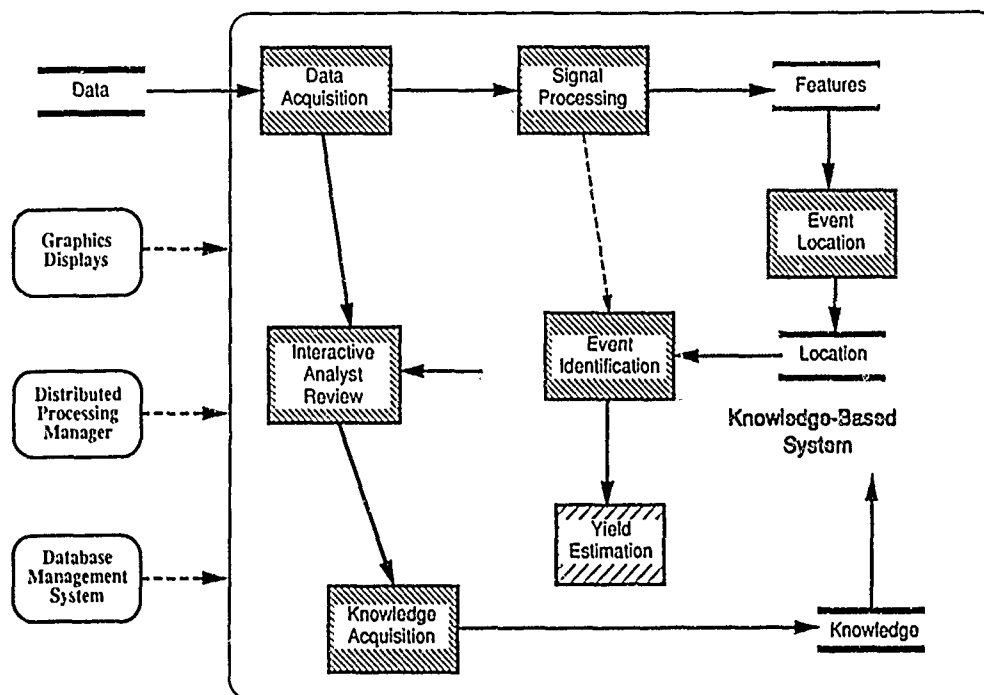 Data
Data
Acquisition
Signal
Processing
Features
Graphics
Displays
Event
Location
Interactive
Analyst
Review
Event
Identification
Location
Distributed
Processing
Manager
Knowledge-Based
System
Yield
Estimation
Database
Management
System
Knowledge
Acquisition
Knowledge